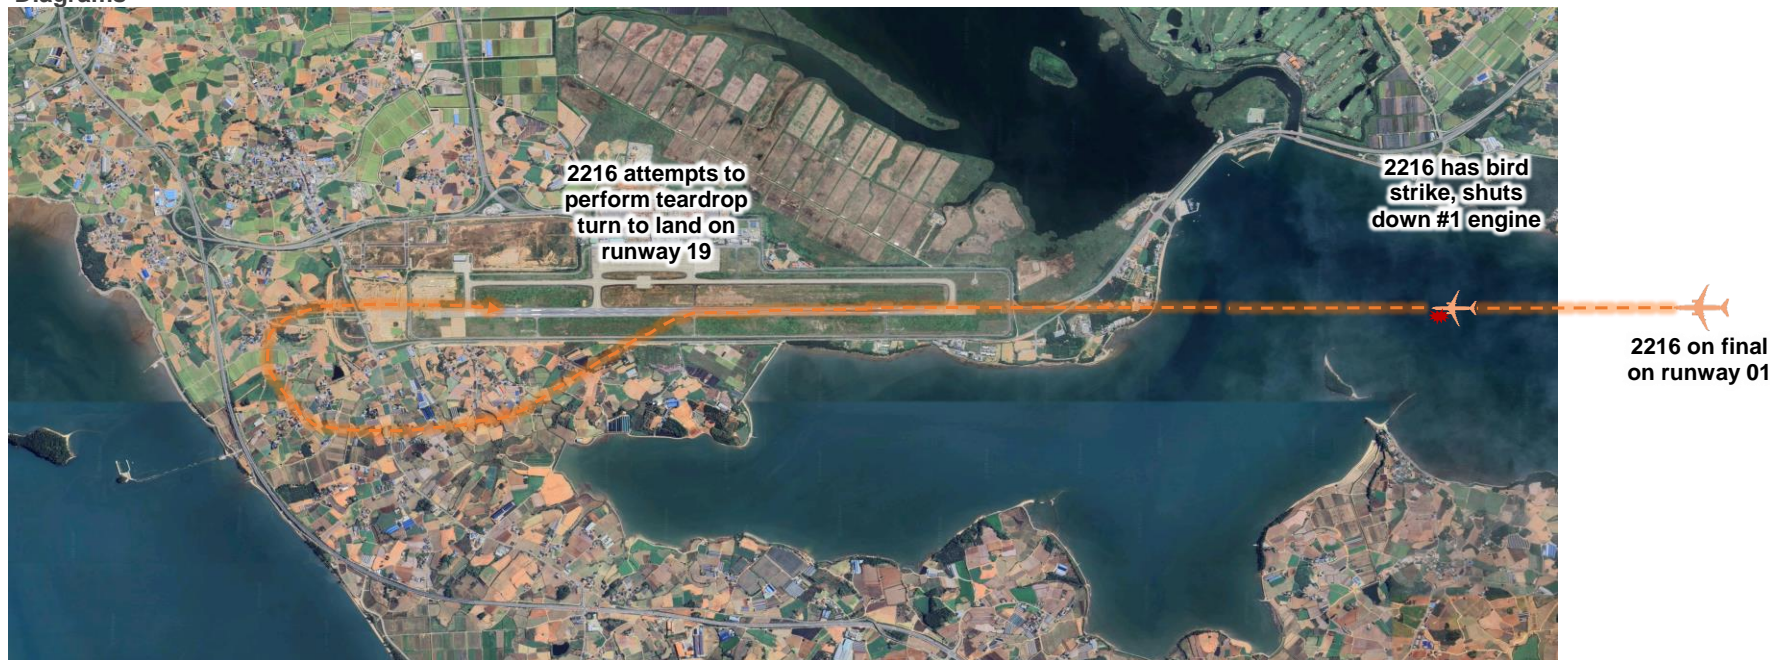 Diagrams
2216 attempts to
perform teardrop
turn to land on
runway 19
2216 has bird
strike, shuts
down #1 engine
2216 on final
on runway 01